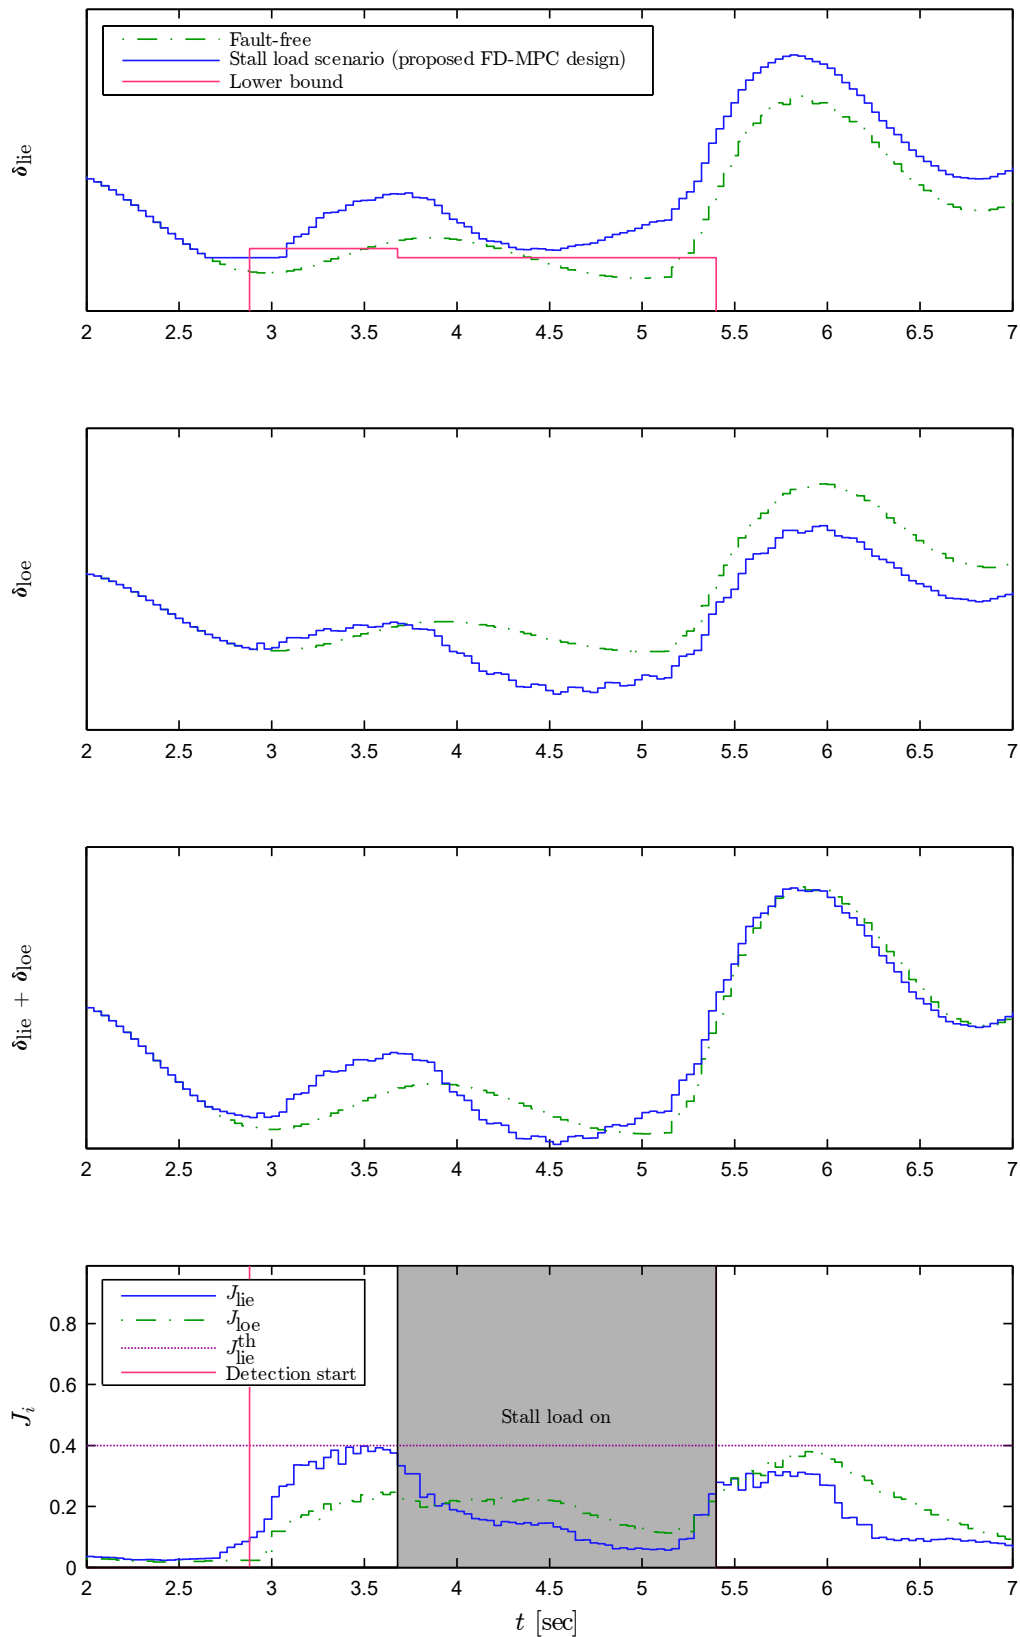 Fault-free
Stall load scenario (proposed FD-MPC design)
Lower bound
δlie
2 2.5 3 3.5 4 4.5 5 5.5 6 6.5 7
δloe
2 2.5 3 3.5 4 4.5 5 5.5 6 6.5 7
δlie + δloe
2 2.5 3 3.5 4 4.5 5 5.5 6 6.5 7
Jlie
Jloe
J^th_lie
Detection start
Stall load on
Ji
0.8
0.6
0.4
0.2
0
2 2.5 3 3.5 4 4.5 5 5.5 6 6.5 7
t [sec]